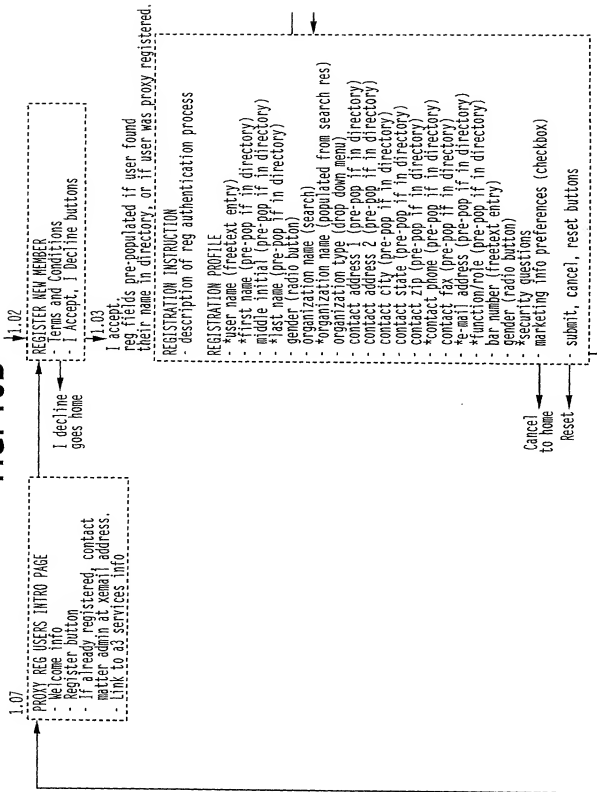 1.07
PROXY REG USERS INTRO PAGE
- Welcome info
- Register button
- If already registered, contact
matter admin at xemail address.
- Link to a3 services info
1.02
REGISTER NEW MEMBER
- Terms and Conditions
- I Accept, I Decline buttons
I decline
goes home
1.03
I accept
reg fields pre-populated if user found
their name in directory, or if user was proxy registered.
REGISTRATION INSTRUCTION
- description of reg authentication process
REGISTRATION PROFILE
- *user name (freetext entry)
- *first name (pre-pop if in directory)
- middle initial (pre-pop if in directory)
- *last name (pre-pop if in directory)
- gender (radio button)
- organization name (search)
- *organization name (populated from search res)
- organization type (drop down menu)
- contact address 1 (pre-pop if in directory)
- contact address 2 (pre-pop if in directory)
- contact city (pre-pop if in directory)
- contact state (pre-pop if in directory)
- contact zip (pre-pop if in directory)
- *contact phone (pre-pop if in directory)
- contact fax (pre-pop if in directory)
- *e-mail address (pre-pop if in directory)
- *function/role (pre-pop if in directory)
- bar number (freetext entry)
- gender (radio button)
- *security questions
- marketing info preferences (checkbox)
- submit, cancel, reset buttons
Cancel
to home
Reset